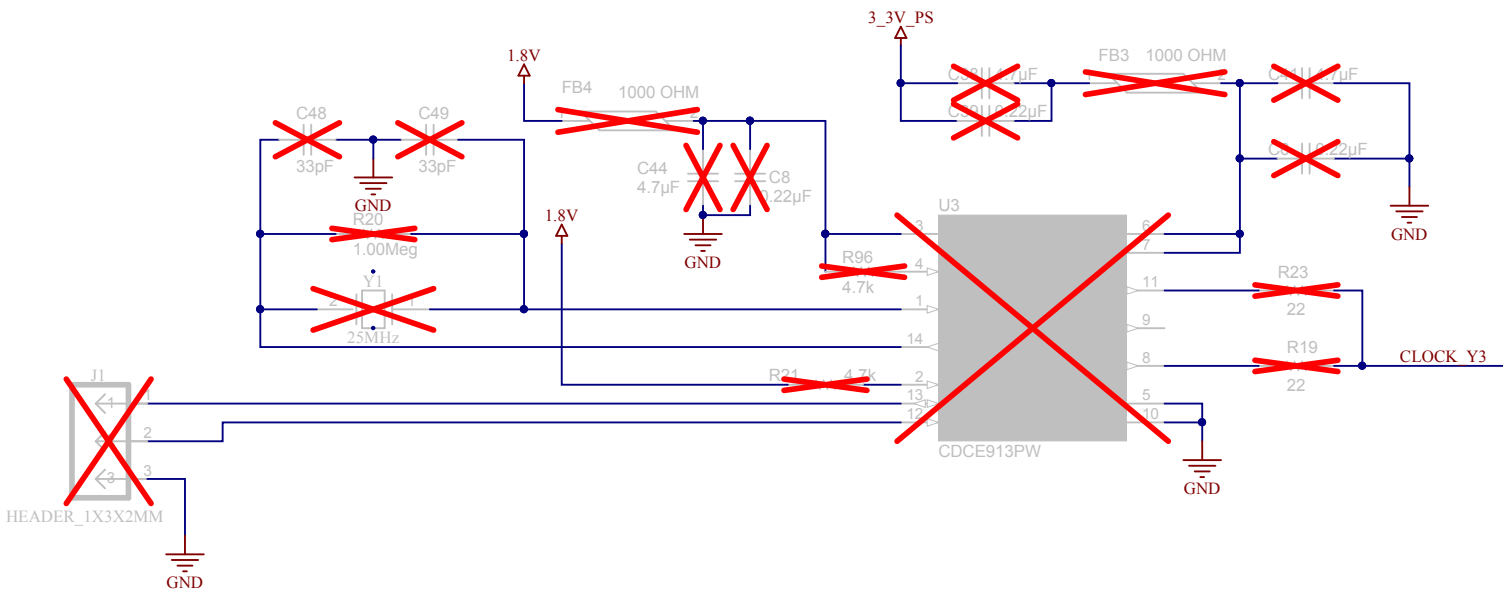 3_3V_PS
FB3 1000 OHM
1.8V
FB4 1000 OHM
C48
C49
33pF
33pF
GND
R20
1.00Meg
C44
4.7µF
C8
0.22µF
GND
1.8V
U3
GND
3
6
7
R96
4
4.7k
R23
11
22
Y1
2
1
1
25MHz
9
14
R19
8
22
CLOCK_Y3
R21 4.7k
2
J1
1
1
13
5
12
10
2
CDCE913PW
3
3
GND
HEADER_1X3X2MM
GND